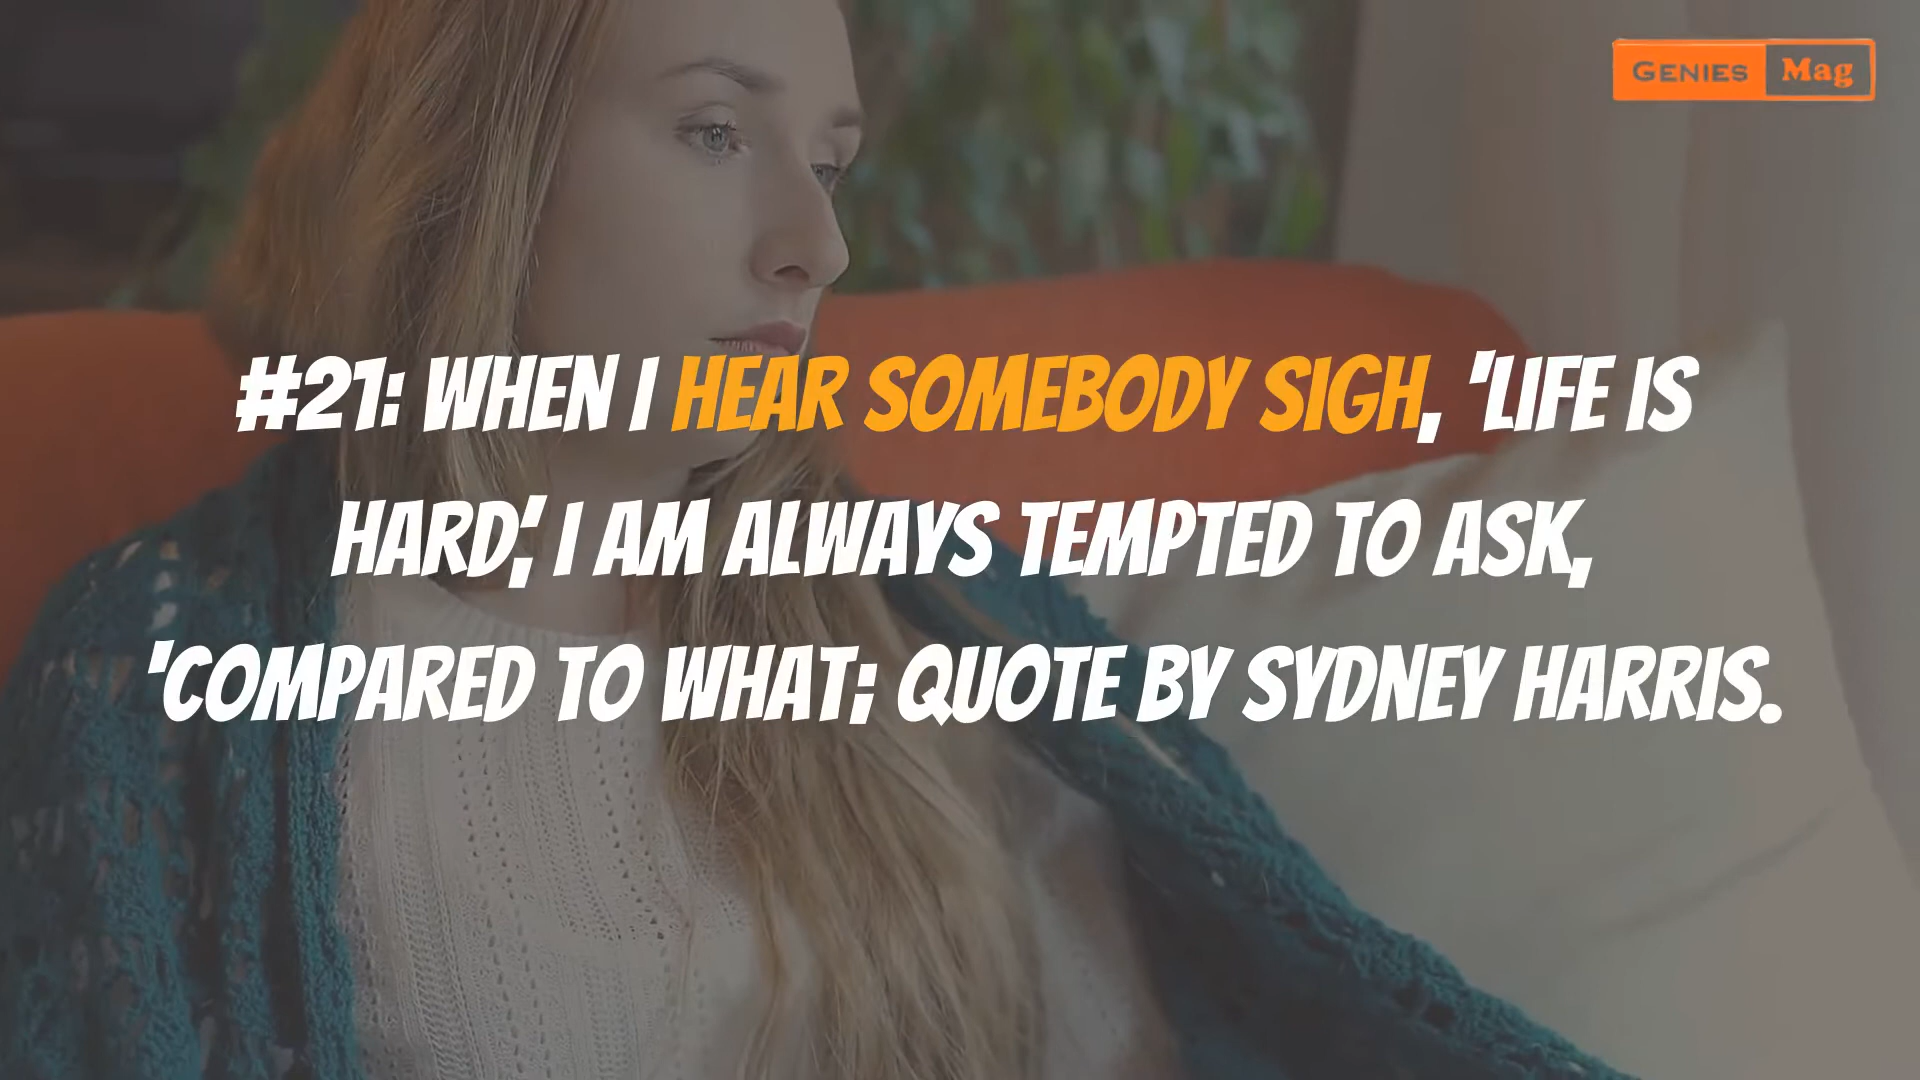 GENIES Mag
#21: WHEN I HEAR SOMEBODY SIGH, 'LIFE IS
HARD,' I AM ALWAYS TEMPTED TO ASK,
'COMPARED TO WHAT; QUOTE BY SYDNEY HARRIS.